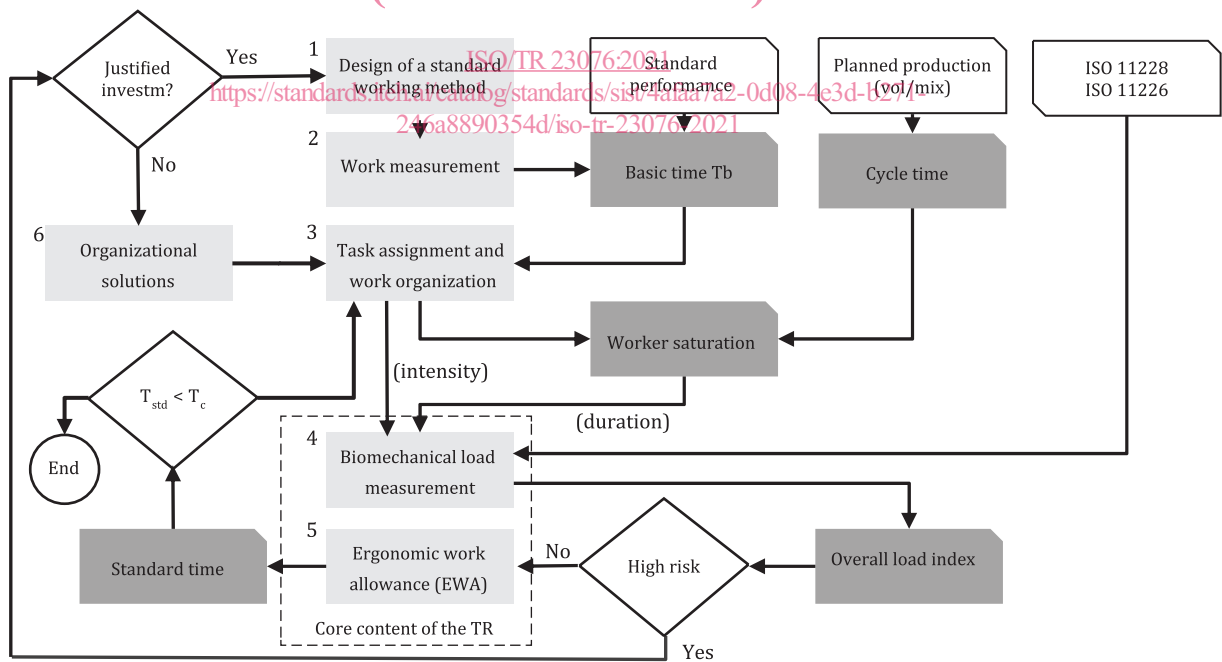 Justified
investm?
Yes
No
1
Design of a standard
working method
Standard
performance
Planned production
(vol/mix)
ISO 11228
ISO 11226
ISO/TR 23076:2021
https://standards.iteh.ai/catalog/standards/sist/4afaa7a2-0d08-4e3d-b271-
246a8890354d/iso-tr-23076-2021
2
Work measurement
Basic time Tb
Cycle time
6
Organizational
solutions
3
Task assignment and
work organization
Worker saturation
(intensity)
(duration)
Tstd < Tc
End
4
Biomechanical load
measurement
5
Ergonomic work
allowance (EWA)
Core content of the TR
Standard time
No
High risk
Yes
Overall load index